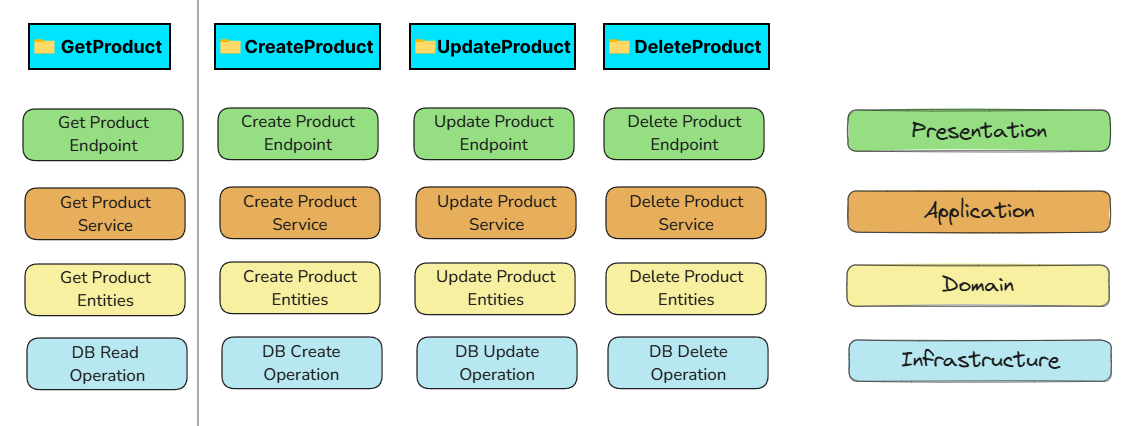 GetProduct
CreateProduct
UpdateProduct
DeleteProduct
Get Product
Endpoint
Create Product
Endpoint
Update Product
Endpoint
Delete Product
Endpoint
Presentation
Get Product
Service
Create Product
Service
Update Product
Service
Delete Product
Service
Application
Get Product
Entities
Create Product
Entities
Update Product
Entities
Delete Product
Entities
Domain
DB Read
Operation
DB Create
Operation
DB Update
Operation
DB Delete
Operation
Infrastructure